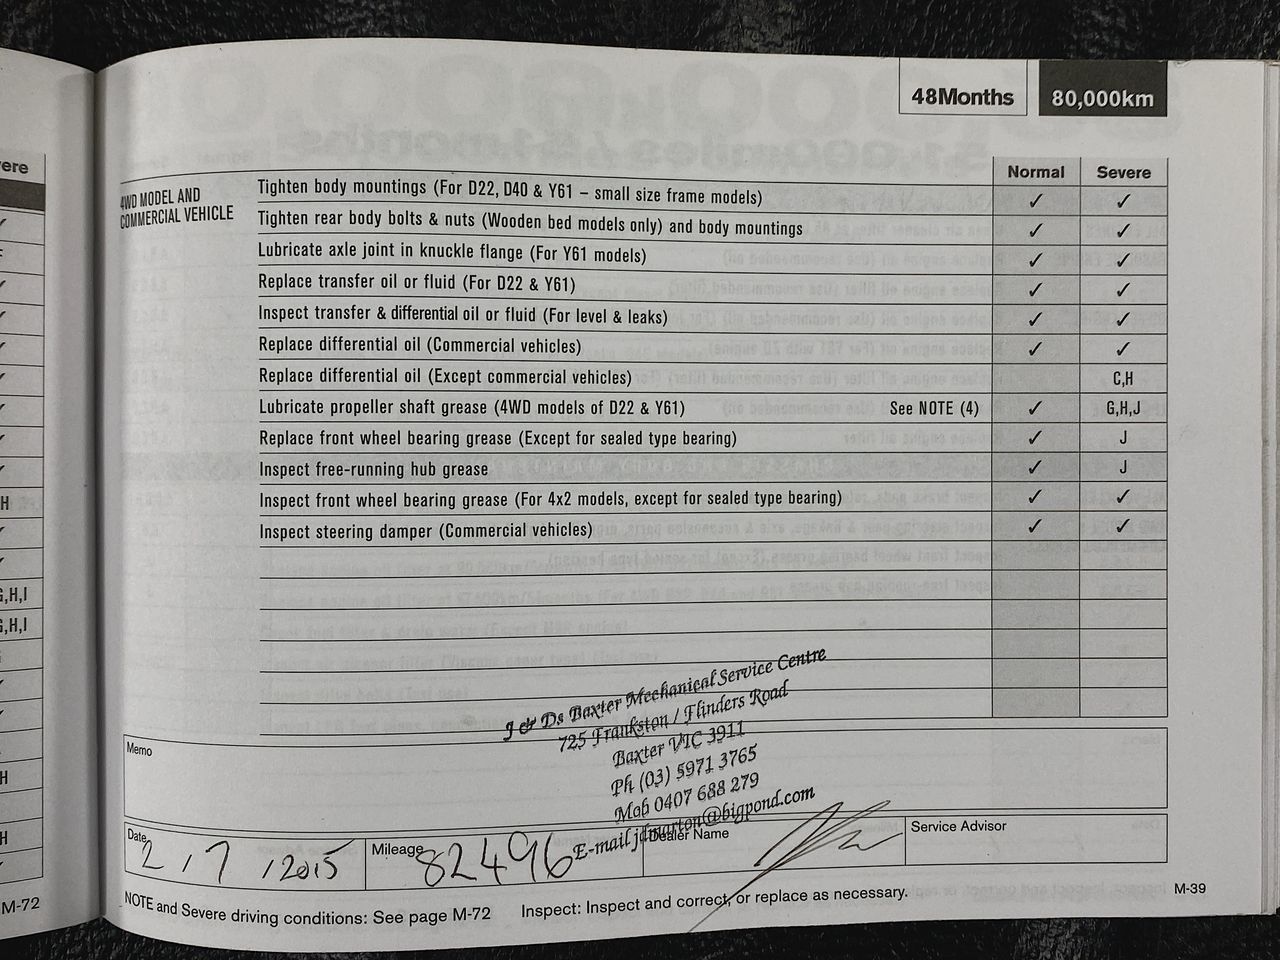 48Months 80,000km
ere
Normal Severe
4WD MODEL AND
COMMERCIAL VEHICLE
Tighten body mountings (For D22, D40 & Y61 – small size frame models) ✓ ✓
Tighten rear body bolts & nuts (Wooden bed models only) and body mountings ✓ ✓
Lubricate axle joint in knuckle flange (For Y61 models) ✓ ✓
Replace transfer oil or fluid (For D22 & Y61) ✓ ✓
Inspect transfer & differential oil or fluid (For level & leaks) ✓ ✓
Replace differential oil (Commercial vehicles) ✓ ✓
Replace differential oil (Except commercial vehicles) C,H
Lubricate propeller shaft grease (4WD models of D22 & Y61) See NOTE (4) ✓ G,H,J
Replace front wheel bearing grease (Except for sealed type bearing) ✓ J
Inspect free-running hub grease ✓ J
Inspect front wheel bearing grease (For 4x2 models, except for sealed type bearing) ✓ ✓
Inspect steering damper (Commercial vehicles) ✓ ✓
H
G,H,I
G,H,I
H
H
M-72
J & Ds Baxter Mechanical Service Centre
725 Frankston / Flinders Road
Baxter VIC 3911
Ph (03) 5971 3765
Mob 0407 688 279
Memo
Date 2 / 7 / 2015
Mileage 82496
Dealer Name
Service Advisor
NOTE and Severe driving conditions: See page M-72 Inspect: Inspect and correct, or replace as necessary.
M-39